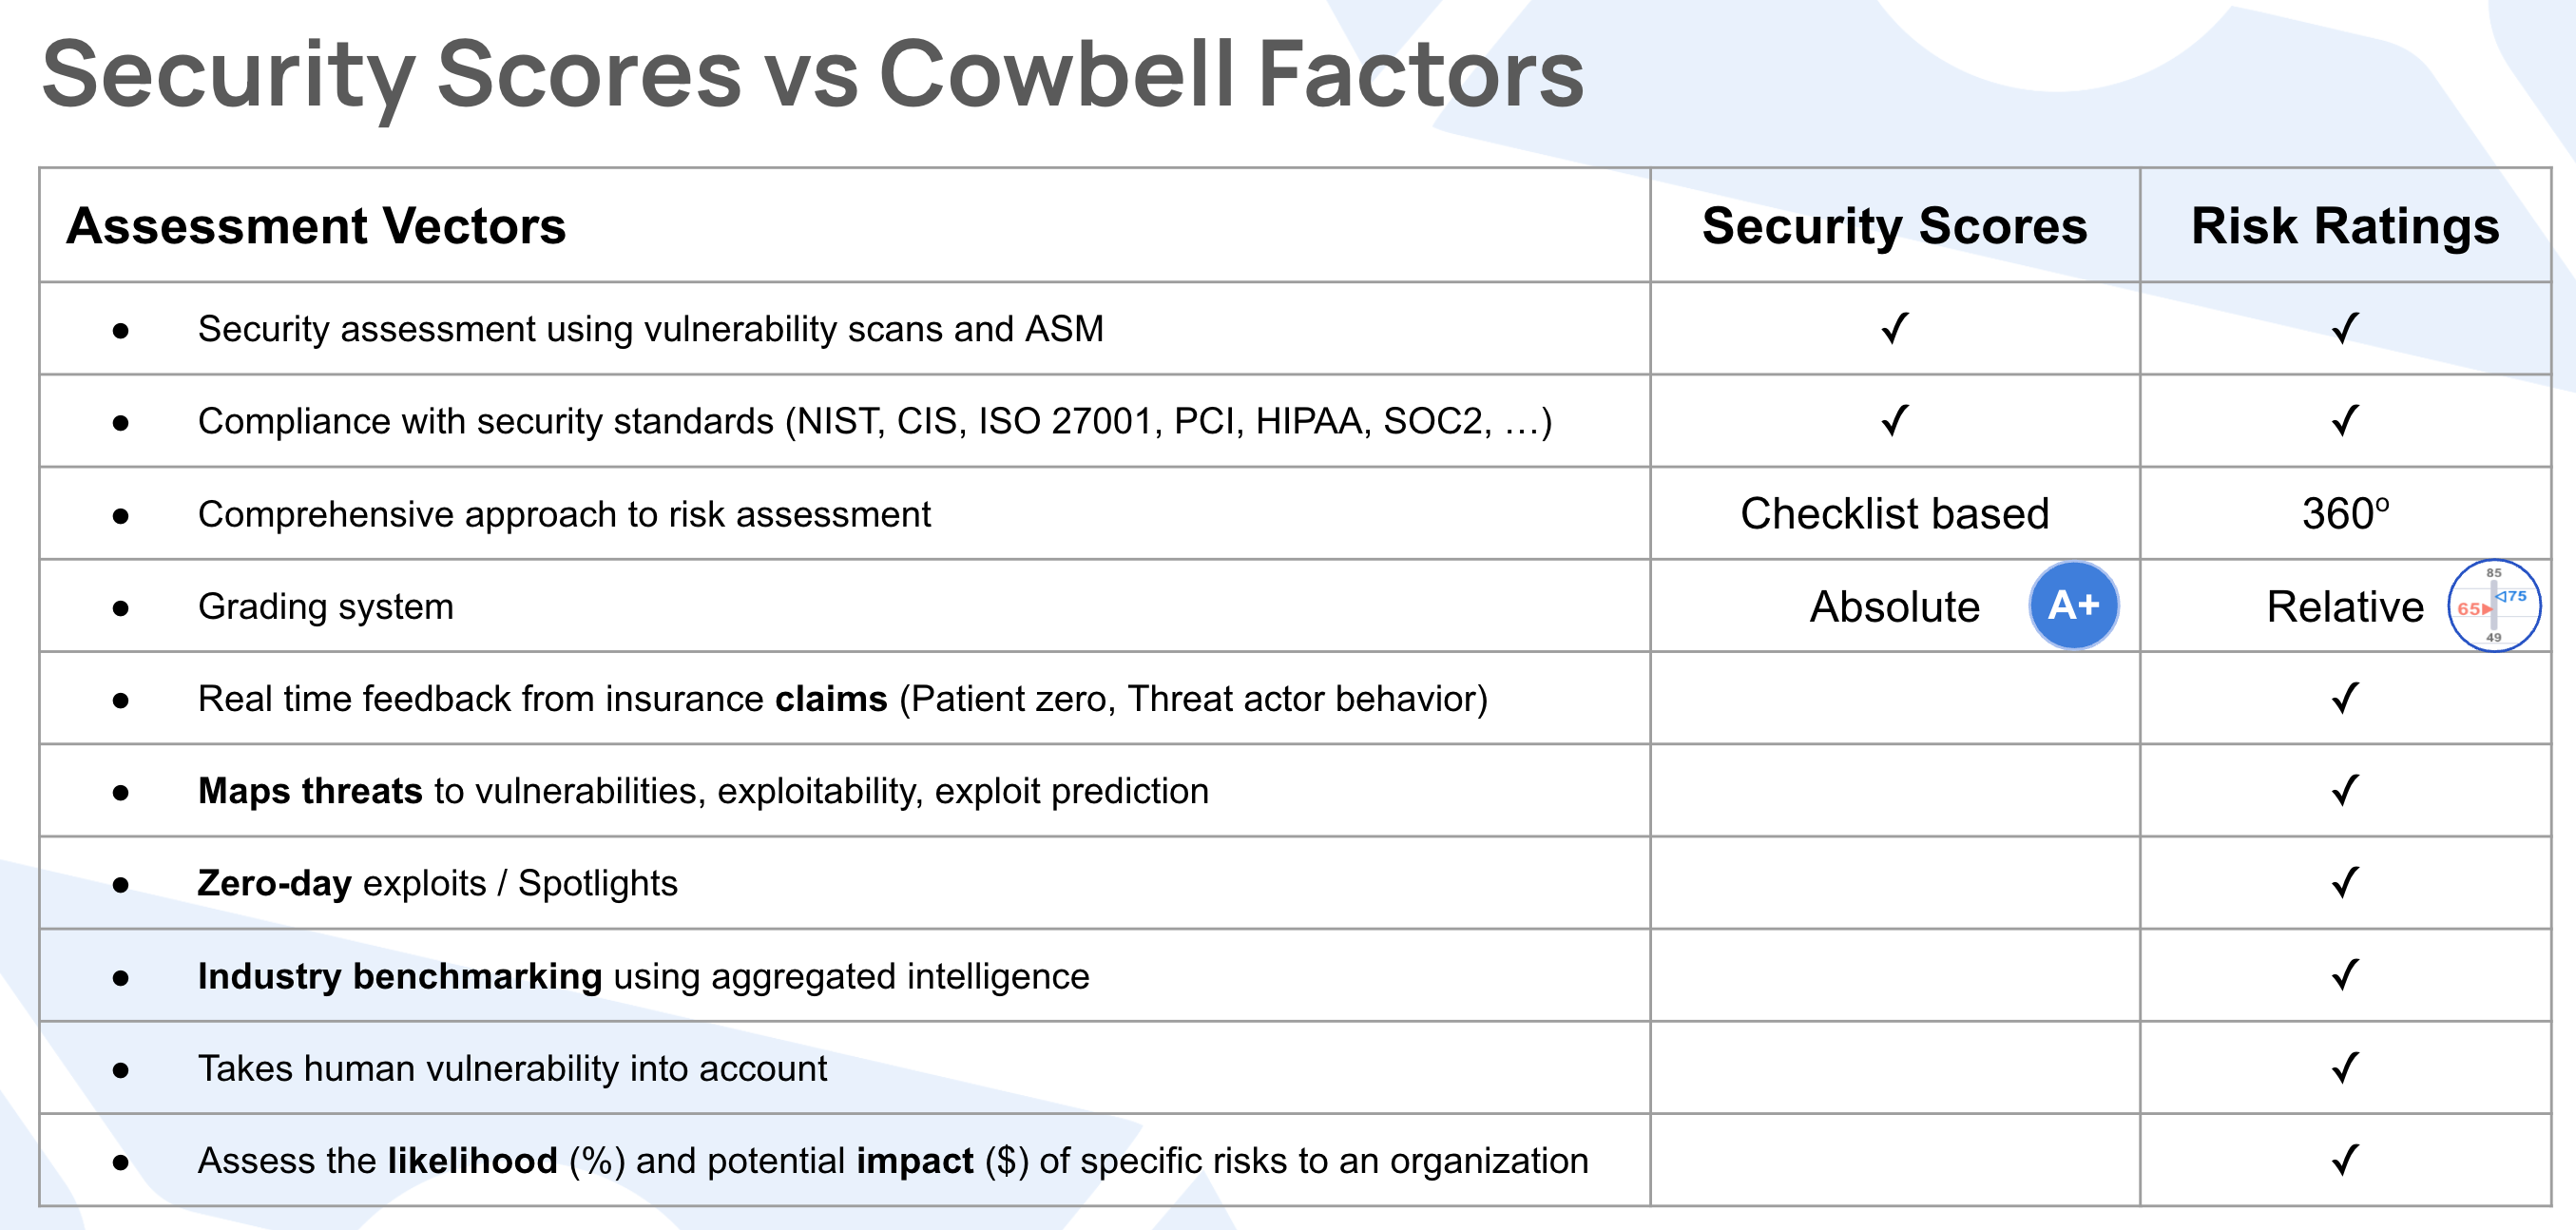 Security Scores vs Cowbell Factors
Assessment Vectors Security Scores Risk Ratings
● Security assessment using vulnerability scans and ASM ✓ ✓
● Compliance with security standards (NIST, CIS, ISO 27001, PCI, HIPAA, SOC2, …) ✓ ✓
● Comprehensive approach to risk assessment Checklist based 360º
● Grading system Absolute A+ Relative 85 ◁75 65▶ 49
● Real time feedback from insurance claims (Patient zero, Threat actor behavior) ✓
● Maps threats to vulnerabilities, exploitability, exploit prediction ✓
● Zero-day exploits / Spotlights ✓
● Industry benchmarking using aggregated intelligence ✓
● Takes human vulnerability into account ✓
● Assess the likelihood (%) and potential impact ($) of specific risks to an organization ✓